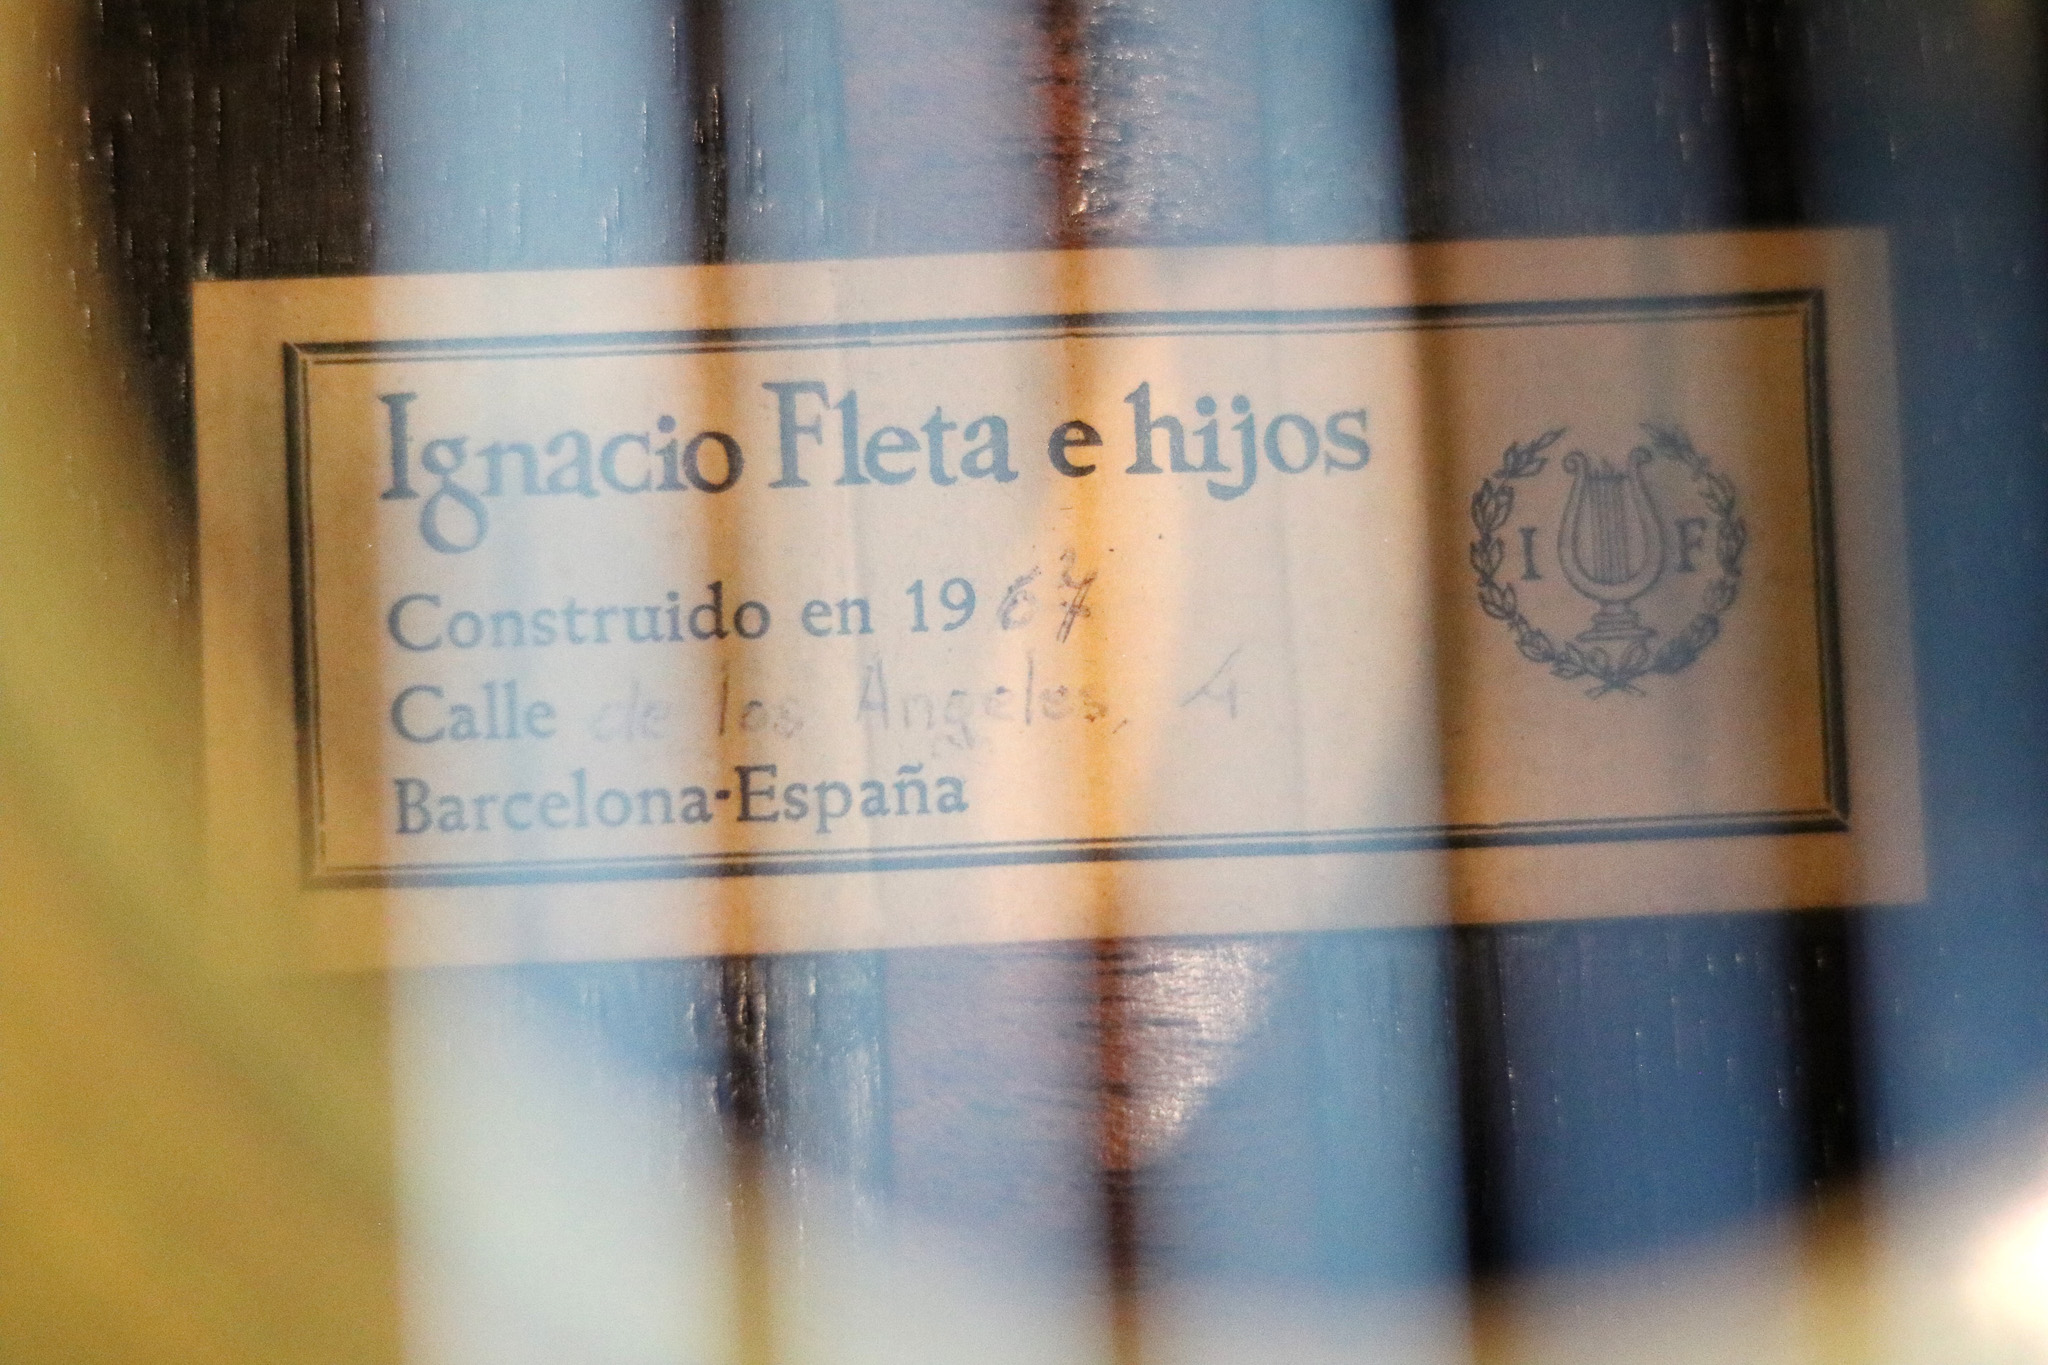 Ignacio Fleta e hijos
Construido en 1967
Calle de los Angeles, 4
Barcelona-España
I F